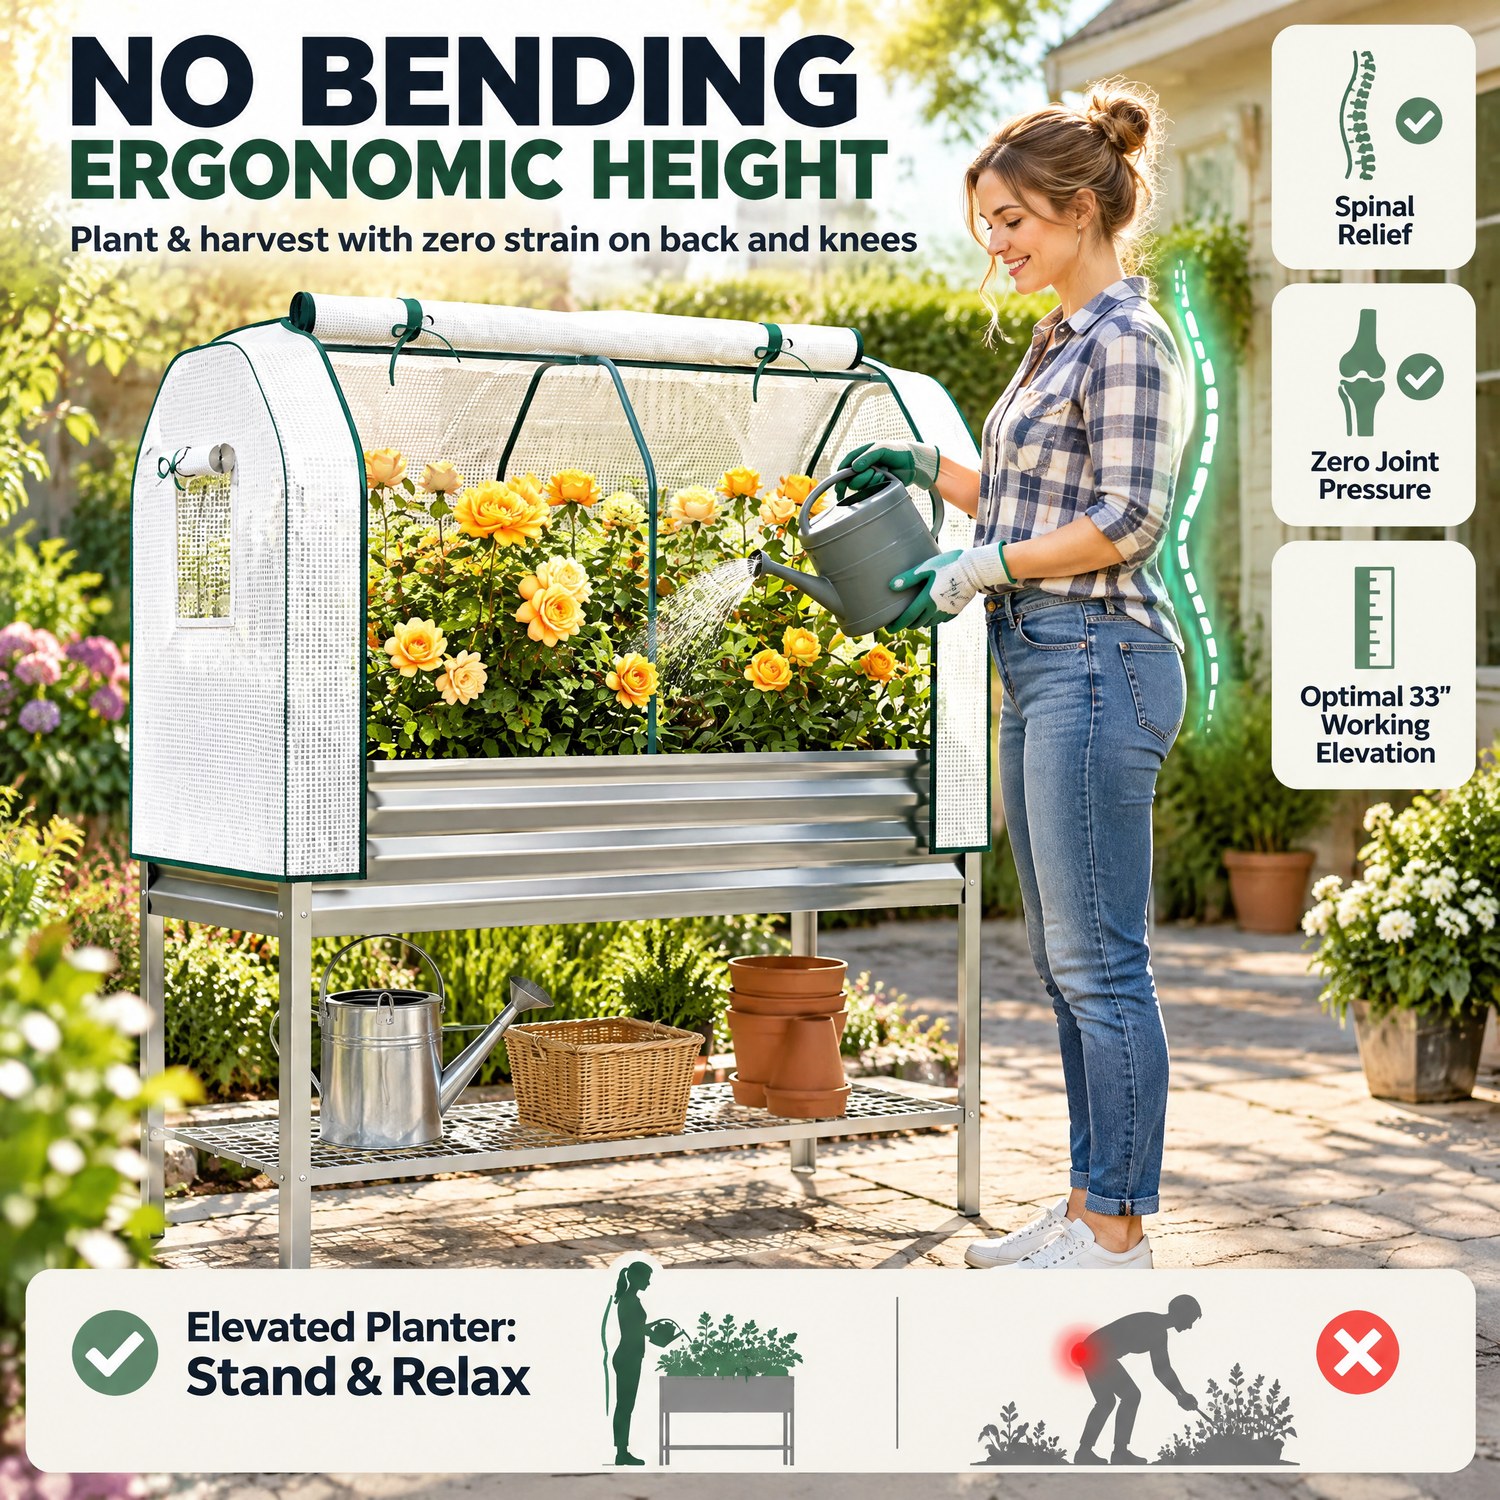 NO BENDING
ERGONOMIC HEIGHT
Plant & harvest with zero strain on back and knees
Spinal
Relief
Zero Joint
Pressure
Optimal 33”
Working
Elevation
Elevated Planter:
Stand & Relax